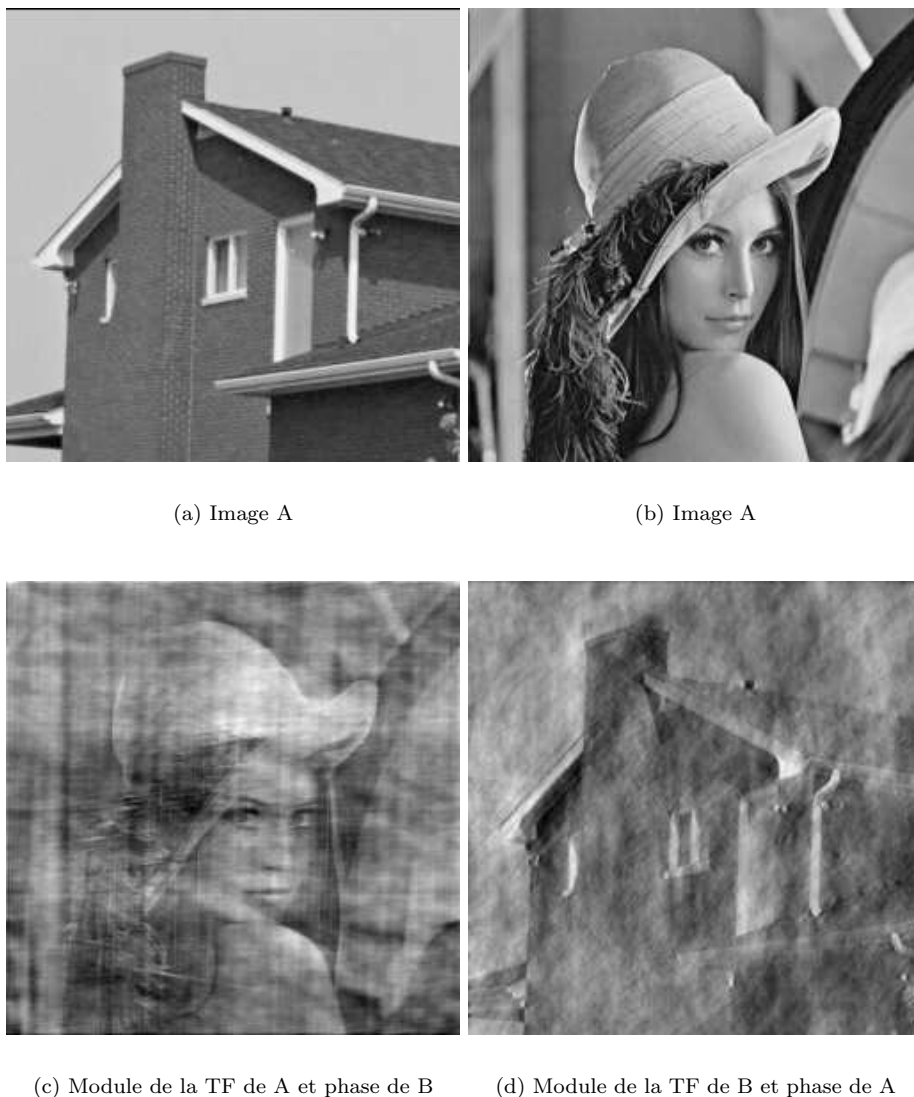 (a) Image A
(b) Image A
(c) Module de la TF de A et phase de B
(d) Module de la TF de B et phase de A